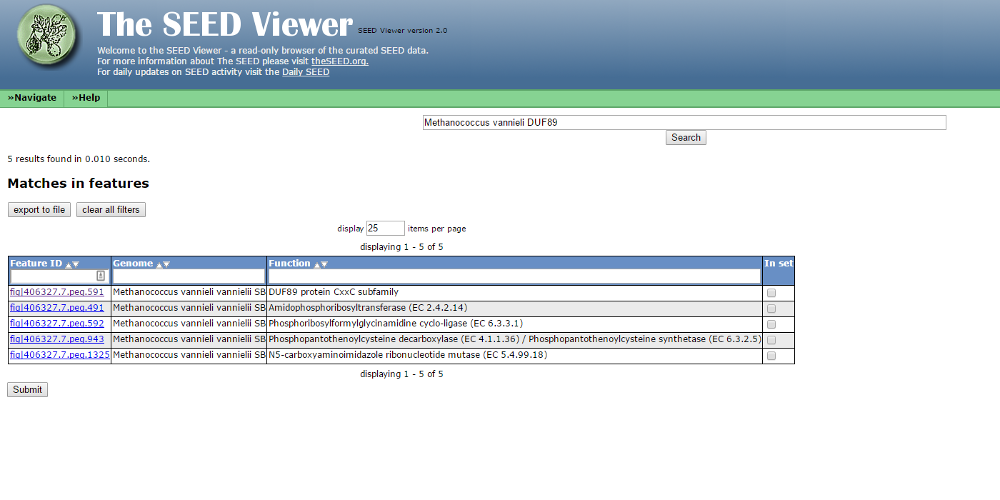 The SEED Viewer SEED Viewer version 2.0
Welcome to the SEED Viewer - a read-only browser of the curated SEED data.
For more information about The SEED please visit theSEED.org.
For daily updates on SEED activity visit the Daily SEED
»Navigate »Help
Methanococcus vannieli DUF89
Search
5 results found in 0.010 seconds.
Matches in features
export to file clear all filters
display 25 items per page
displaying 1 - 5 of 5
Feature ID Genome Function In set
fig|406327.7.peg.591 Methanococcus vannieli vannielii SB DUF89 protein CxxC subfamily
fig|406327.7.peg.491 Methanococcus vannieli vannielii SB Amidophosphoribosyltransferase (EC 2.4.2.14)
fig|406327.7.peg.592 Methanococcus vannieli vannielii SB Phosphoribosylformylglycinamidine cyclo-ligase (EC 6.3.3.1)
fig|406327.7.peg.943 Methanococcus vannieli vannielii SB Phosphopantothenoylcysteine decarboxylase (EC 4.1.1.36) / Phosphopantothenoylcysteine synthetase (EC 6.3.2.5)
fig|406327.7.peg.1325 Methanococcus vannieli vannielii SB N5-carboxyaminoimidazole ribonucleotide mutase (EC 5.4.99.18)
displaying 1 - 5 of 5
Submit